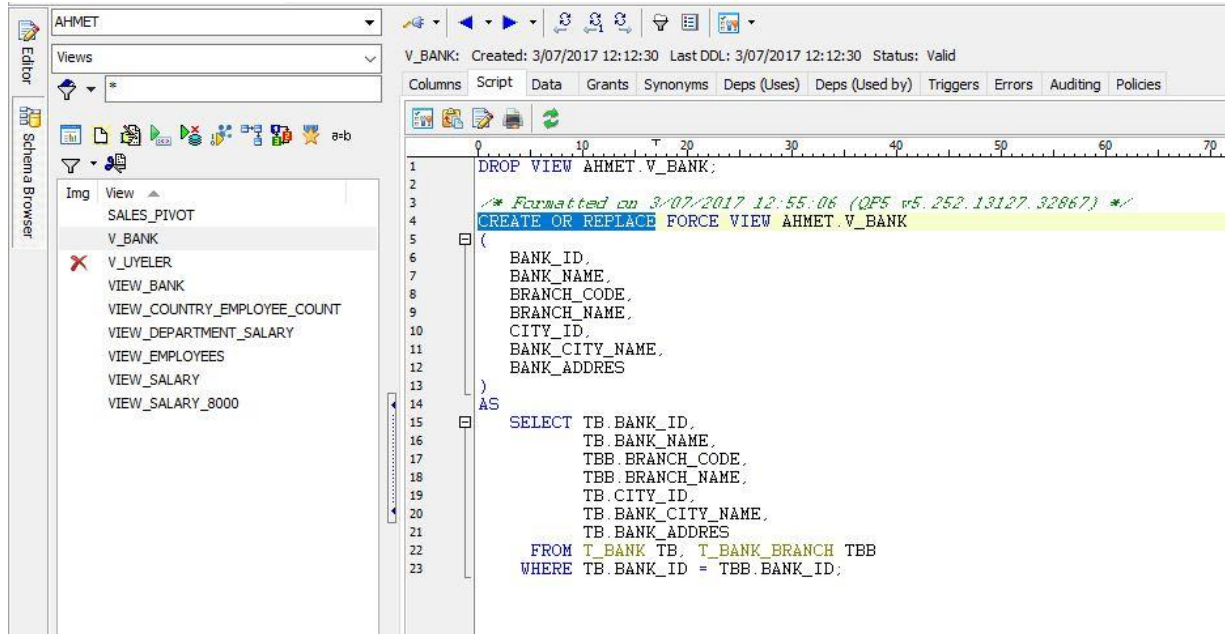 Editor
Schema Browser
AHMET
Views
*
a=b
Img View
SALES_PIVOT
V_BANK
V_UYELER
VIEW_BANK
VIEW_COUNTRY_EMPLOYEE_COUNT
VIEW_DEPARTMENT_SALARY
VIEW_EMPLOYEES
VIEW_SALARY
VIEW_SALARY_8000
V_BANK: Created: 3/07/2017 12:12:30 Last DDL: 3/07/2017 12:12:30 Status: Valid
Columns Script Data Grants Synonyms Deps (Uses) Deps (Used by) Triggers Errors Auditing Policies
0 10 20 30 40 50 60 70
1 DROP VIEW AHMET.V_BANK;
2
3 /* Formatted on 3/07/2017 12:55:06 (QP5 v5.252.13127.32867) */
4 CREATE OR REPLACE FORCE VIEW AHMET.V_BANK
5 (
6 BANK_ID,
7 BANK_NAME,
8 BRANCH_CODE,
9 BRANCH_NAME,
10 CITY_ID,
11 BANK_CITY_NAME,
12 BANK_ADDRES
13 )
14 AS
15 SELECT TB.BANK_ID,
16 TB.BANK_NAME,
17 TBB.BRANCH_CODE,
18 TBB.BRANCH_NAME,
19 TB.CITY_ID,
20 TB.BANK_CITY_NAME,
21 TB.BANK_ADDRES
22 FROM T_BANK TB, T_BANK_BRANCH TBB
23 WHERE TB.BANK_ID = TBB.BANK_ID;